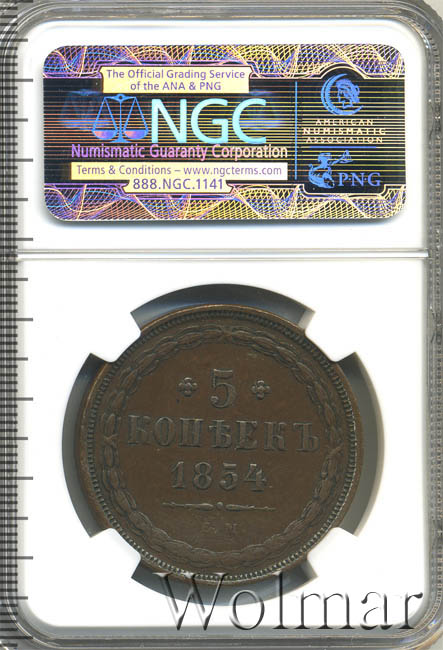 The Official Grading Service
of the ANA & PNG
NGC
Numismatic Guaranty Corporation
Terms & Conditions – www.ngcterms.com
888.NGC.1141
AMERICAN
NUMISMATIC
ASSOCIATION
PNG
5
КОПѢЕКЪ
1854
Е.М.
Wolmar